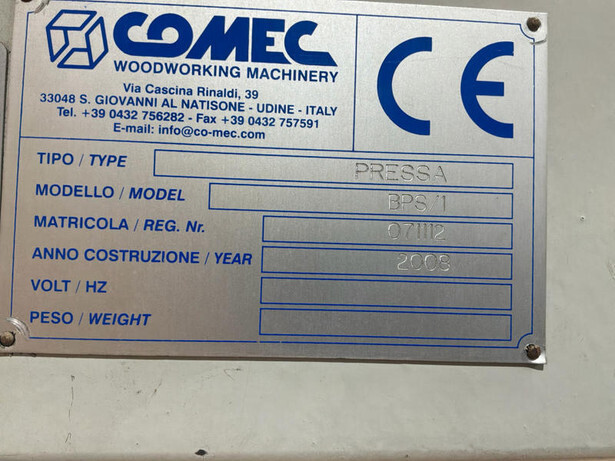 COMEC
WOODWORKING MACHINERY
Via Cascina Rinaldi, 39
33048 S. GIOVANNI AL NATISONE - UDINE - ITALY
Tel. +39 0432 756282 - Fax +39 0432 757591
E-mail: info@co-mec.com
CE
TIPO / TYPE PRESSA
MODELLO / MODEL BPS/1
MATRICOLA / REG. Nr. 071112
ANNO COSTRUZIONE / YEAR 2008
VOLT / HZ
PESO / WEIGHT